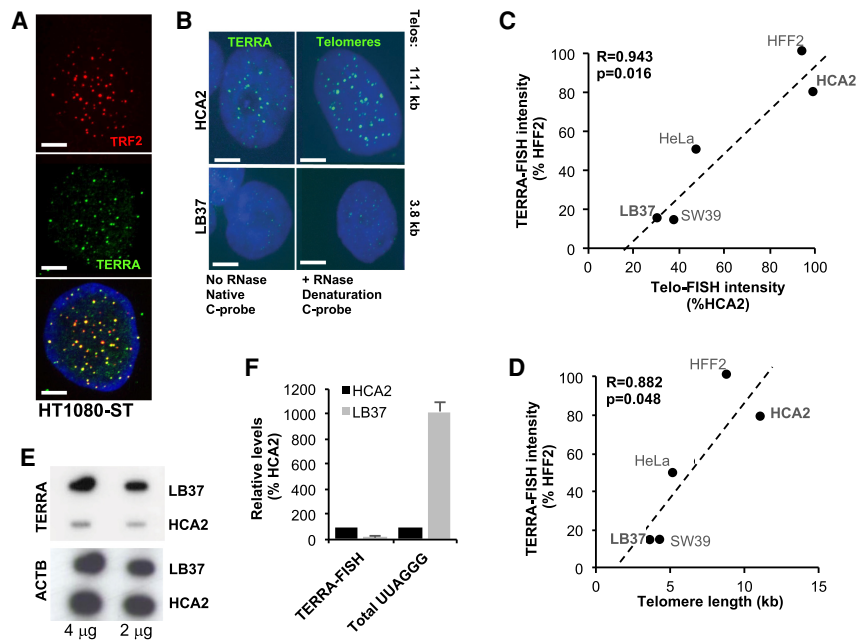 A
TRF2
TERRA
HT1080-ST
B
TERRA
Telomeres
Telos:
HCA2
11.1 kb
LB37
3.8 kb
No RNase
Native
C-probe
+ RNase
Denaturation
C-probe
C
R=0.943
p=0.016
TERRA-FISH intensity
(% HFF2)
100
80
60
40
20
0
HFF2
HCA2
HeLa
LB37
SW39
0
20
40
60
80
100
Telo-FISH intensity
(%HCA2)
D
R=0.882
p=0.048
TERRA-FISH intensity
(% HFF2)
100
80
60
40
20
0
HFF2
HCA2
HeLa
LB37
SW39
0
5
10
15
Telomere length (kb)
E
TERRA
LB37
HCA2
ACTB
LB37
HCA2
4 µg
2 µg
F
HCA2
LB37
Relative levels
(% HCA2)
1200
1000
800
600
400
200
0
TERRA-FISH
Total UUAGGG